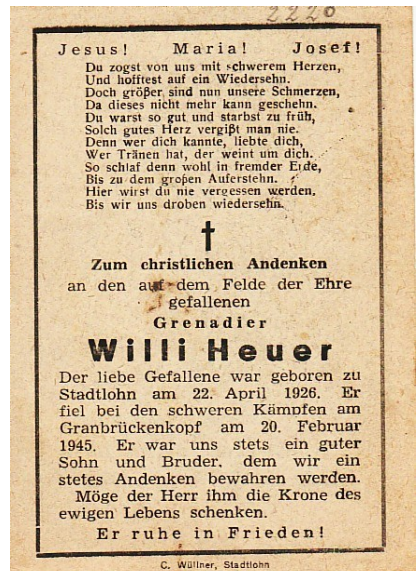 2220
Jesus! Maria! Josef!
Du zogst von uns mit schwerem Herzen,
Und hofftest auf ein Wiedersehn.
Doch größer sind nun unsere Schmerzen,
Da dieses nicht mehr kann geschehn.
Du warst so gut und starbst zu früh,
Solch gutes Herz vergißt man nie.
Denn wer dich kannte, liebte dich,
Wer Tränen hat, der weint um dich.
So schlaf denn wohl in fremder Erde,
Bis zu dem großen Auferstehn.
Hier wirst du nie vergessen werden,
Bis wir uns droben wiedersehn.
Zum christlichen Andenken
an den auf dem Felde der Ehre
gefallenen
Grenadier
Willi Heuer
Der liebe Gefallene war geboren zu
Stadtlohn am 22. April 1926. Er
fiel bei den schweren Kämpfen am
Granbrückenkopf am 20. Februar
1945. Er war uns stets ein guter
Sohn und Bruder, dem wir ein
stetes Andenken bewahren werden.
Möge der Herr ihm die Krone des
ewigen Lebens schenken.
Er ruhe in Frieden!
C. Wüllner, Stadtlohn